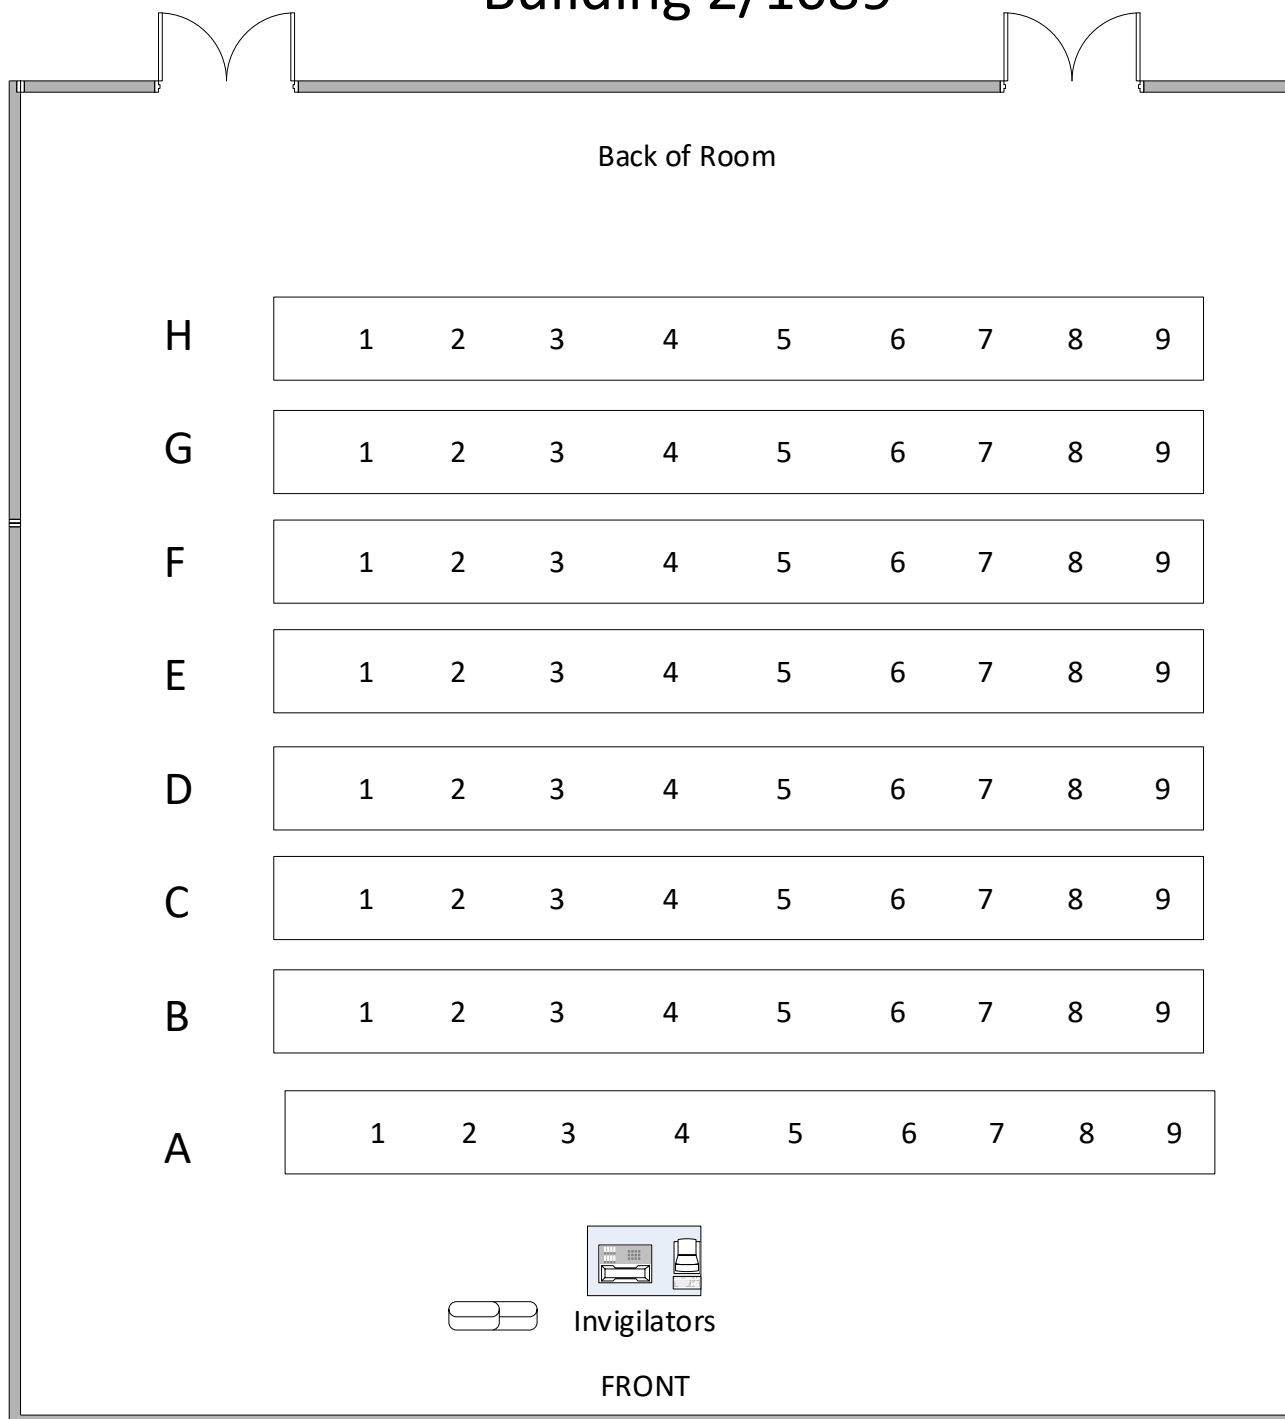 Building 2/1089
Back of Room
H 1 2 3 4 5 6 7 8 9
G 1 2 3 4 5 6 7 8 9
F 1 2 3 4 5 6 7 8 9
E 1 2 3 4 5 6 7 8 9
D 1 2 3 4 5 6 7 8 9
C 1 2 3 4 5 6 7 8 9
B 1 2 3 4 5 6 7 8 9
A 1 2 3 4 5 6 7 8 9
Invigilators
FRONT